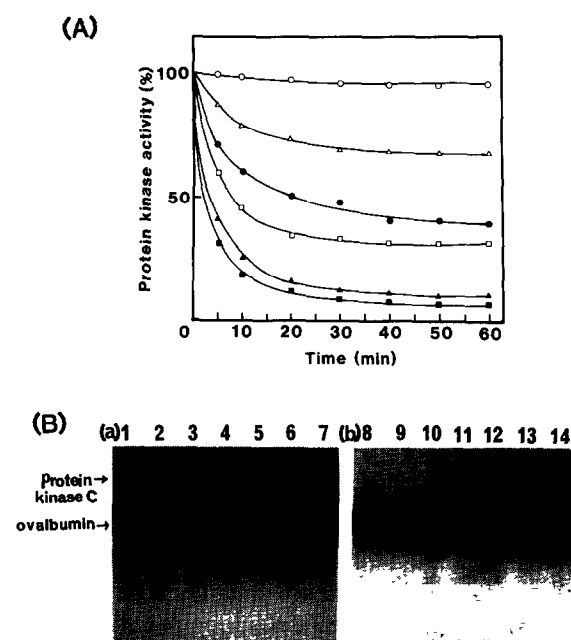 (A)
Protein kinase activity (%)
100
50
0 10 20 30 40 50 60
Time (min)
(B) (a)1 2 3 4 5 6 7 (b)8 9 10 11 12 13 14
Protein→
kinase C
ovalbumin→